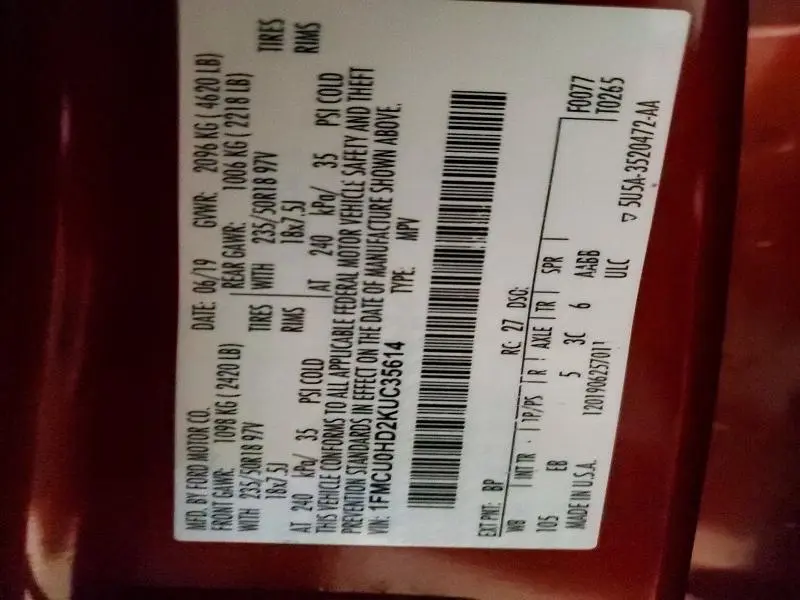 MFD. BY FORD MOTOR CO.
DATE: 06/19 GVWR: 2096 KG ( 4620 LB)
FRONT GAWR: 1098 KG ( 2420 LB)
REAR GAWR: 1006 KG ( 2218 LB)
WITH 235/50R18 97V TIRES
WITH 235/50R18 97V TIRES
18x7.5J RIMS
18x7.5J RIMS
AT 240 kPa/ 35 PSI COLD
AT 240 kPa/ 35 PSI COLD
THIS VEHICLE CONFORMS TO ALL APPLICABLE FEDERAL MOTOR VEHICLE SAFETY AND THEFT
PREVENTION STANDARDS IN EFFECT ON THE DATE OF MANUFACTURE SHOWN ABOVE.
VIN: 1FMCU0HD2KUC35614 TYPE: MPV
F0077
T0265
EXT PNT: BP RC: 27 DSO:
WB INT TR TP/PS R AXLE TR SPR
105 EB 5 3C 6 AABB
1201906257011 ULC
MADE IN U.S.A. ▽ 5U5A-3520472-AA